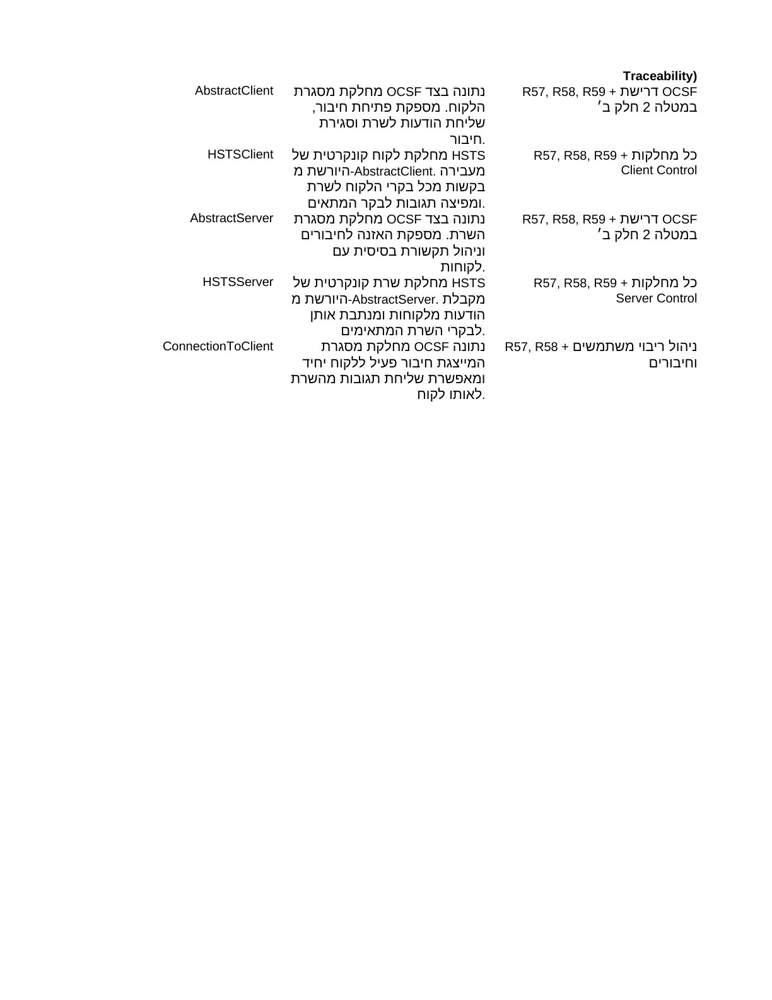 Traceability)
AbstractClient
מחלקת מסגרת OCSF נתונה בצד
הלקוח. מספקת פתיחת חיבור,
שליחת הודעות לשרת וסגירת
חיבור.
R57, R58, R59 + דרישת OCSF
במטלה 2 חלק ב׳
HSTSClient
מחלקת לקוח קונקרטית של HSTS
היורשת מ-AbstractClient. מעבירה
בקשות מכל בקרי הלקוח לשרת
ומפיצה תגובות לבקר המתאים.
R57, R58, R59 + כל מחלקות
Client Control
AbstractServer
מחלקת מסגרת OCSF נתונה בצד
השרת. מספקת האזנה לחיבורים
וניהול תקשורת בסיסית עם
לקוחות.
R57, R58, R59 + דרישת OCSF
במטלה 2 חלק ב׳
HSTSServer
מחלקת שרת קונקרטית של HSTS
היורשת מ-AbstractServer. מקבלת
הודעות מלקוחות ומנתבת אותן
לבקרי השרת המתאימים.
R57, R58, R59 + כל מחלקות
Server Control
ConnectionToClient
מחלקת מסגרת OCSF נתונה
המייצגת חיבור פעיל ללקוח יחיד
ומאפשרת שליחת תגובות מהשרת
לאותו לקוח.
R57, R58 + ניהול ריבוי משתמשים
וחיבורים